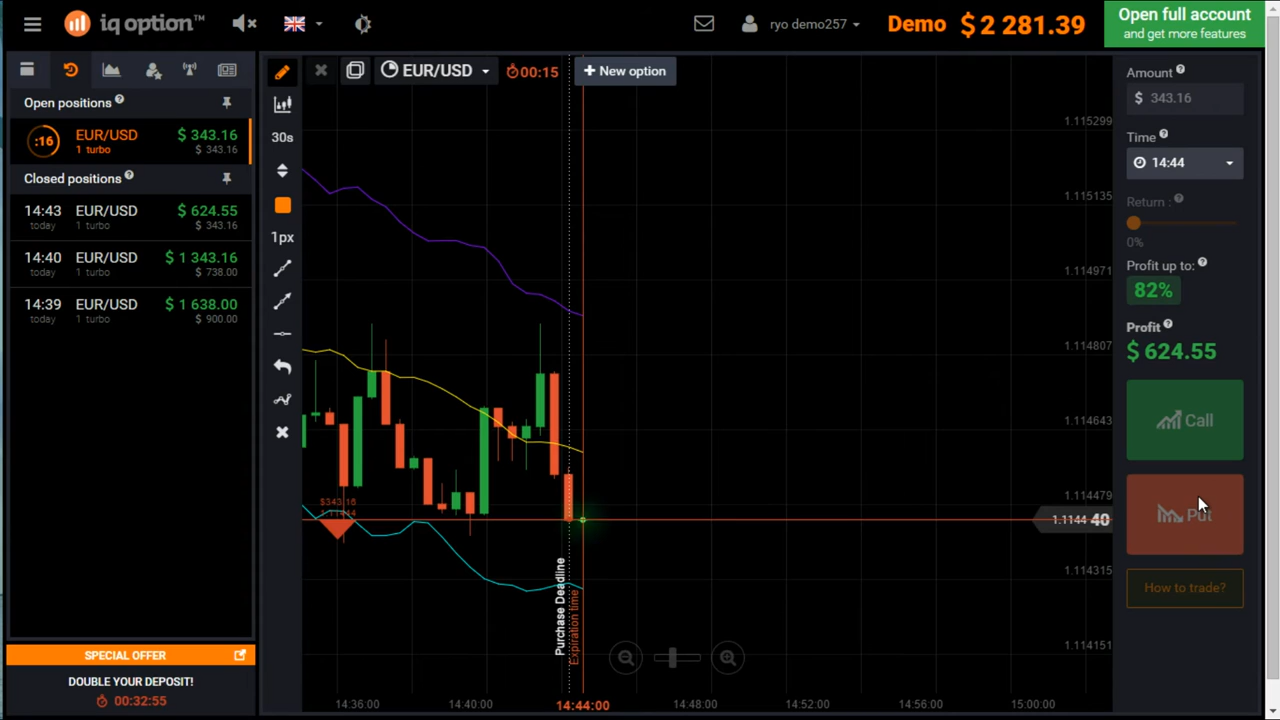 iq option™
ryo demo257
Demo $ 2 281.39
Open full account
and get more features
EUR/USD
00:15
+ New option
Open positions ?
:16
EUR/USD $ 343.16
1 turbo $ 343.16
Closed positions ?
14:43 EUR/USD $ 624.55
today 1 turbo $ 343.16
14:40 EUR/USD $ 1 343.16
today 1 turbo $ 738.00
14:39 EUR/USD $ 1 638.00
today 1 turbo $ 900.00
SPECIAL OFFER
DOUBLE YOUR DEPOSIT!
00:32:55
30s
1px
$343.16
Purchase Deadline
Expiration time
1.115299
1.115135
1.114971
1.114807
1.114643
1.114479
1.1144 40
1.114315
1.114151
14:36:00
14:40:00
14:44:00
14:48:00
14:52:00
14:56:00
15:00:00
Amount ?
$ 343.16
Time ?
14:44
Return : ?
0%
Profit up to: ?
82%
Profit ?
$ 624.55
Call
Put
How to trade?